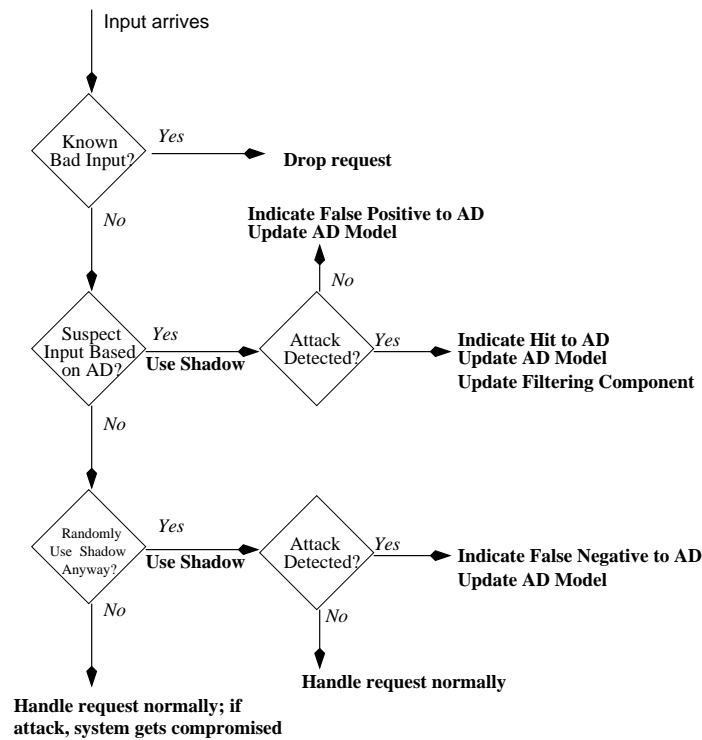 Input arrives
Known
Bad Input?
Yes
Drop request
No
Indicate False Positive to AD
Update AD Model
No
Suspect
Input Based
on AD?
Yes
Use Shadow
Attack
Detected?
Yes
Indicate Hit to AD
Update AD Model
Update Filtering Component
No
Randomly
Use Shadow
Anyway?
Yes
Use Shadow
Attack
Detected?
Yes
Indicate False Negative to AD
Update AD Model
No
No
Handle request normally
Handle request normally; if
attack, system gets compromised